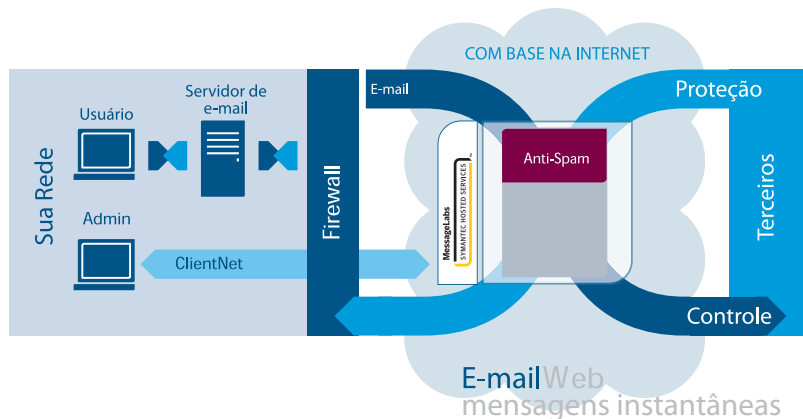 COM BASE NA INTERNET
Sua Rede
Usuário
Servidor de
e-mail
Admin
ClientNet
Firewall
E-mail
MessageLabs
SYMANTEC HOSTED SERVICES
Anti-Spam
Proteção
Terceiros
Controle
E-mailWeb
mensagens instantâneas